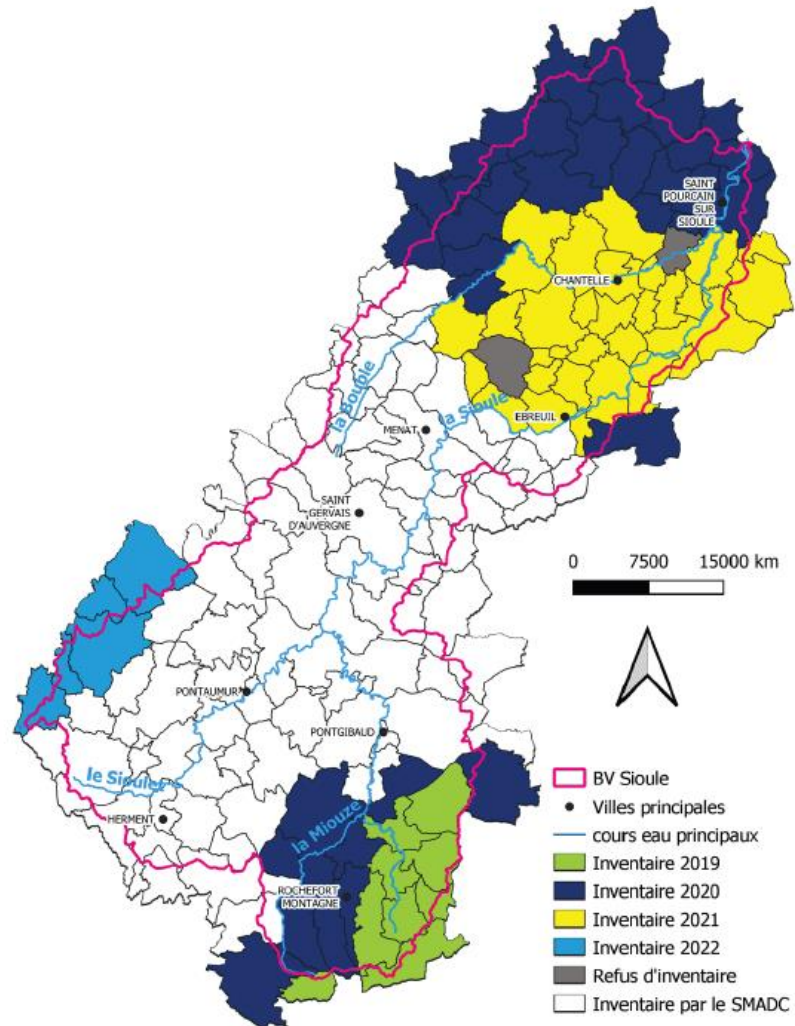 SAINT
POURCAIN
SUR
SIOULE
CHANTELLE
la Bouble
la Sioule
EBREUIL
MENAT
SAINT
GERVAIS
D'AUVERGNE
0 7500 15000 km
PONTAUMUR
PONTGIBAUD
le Sioulet
HERMENT
la Miouze
ROCHEFORT
MONTAGNE
BV Sioule
Villes principales
cours eau principaux
Inventaire 2019
Inventaire 2020
Inventaire 2021
Inventaire 2022
Refus d'inventaire
Inventaire par le SMADC